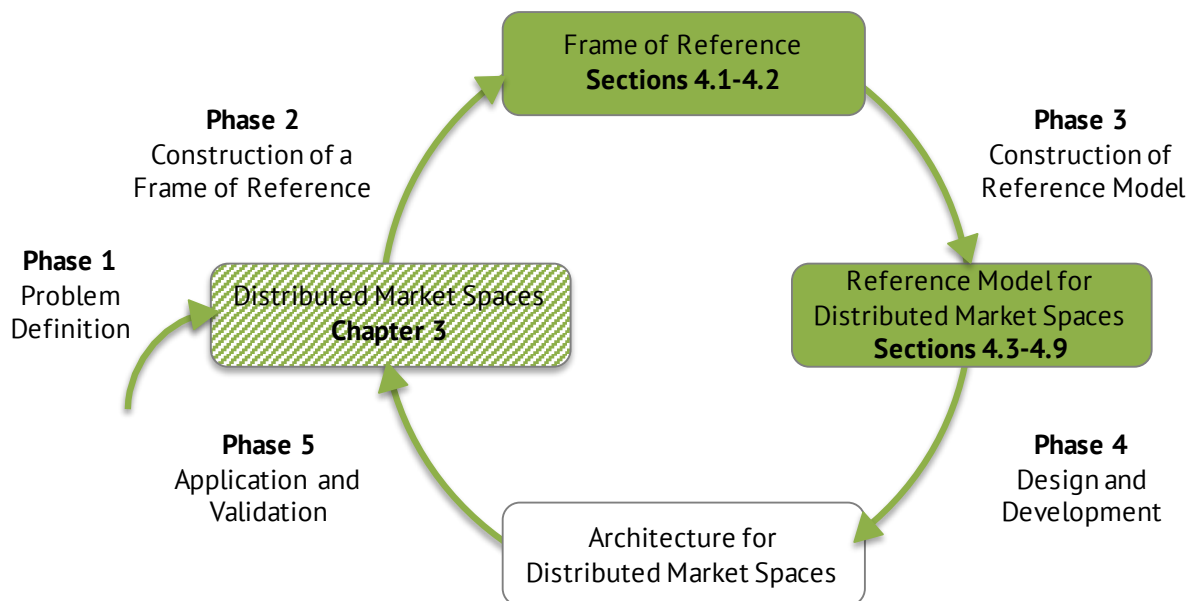 Frame of Reference
Sections 4.1-4.2
Phase 2
Construction of a
Frame of Reference
Phase 3
Construction of
Reference Model
Phase 1
Problem
Definition
Distributed Market Spaces
Chapter 3
Reference Model for
Distributed Market Spaces
Sections 4.3-4.9
Phase 5
Application and
Validation
Phase 4
Design and
Development
Architecture for
Distributed Market Spaces